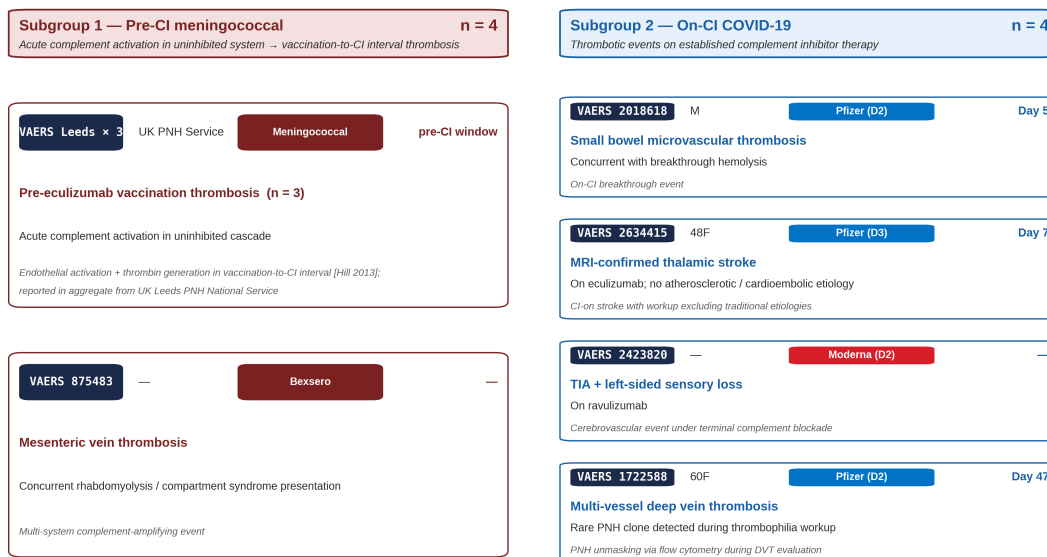 Subgroup 1 — Pre-CI meningococcal n = 4
Acute complement activation in uninhibited system → vaccination-to-CI interval thrombosis
VAERS Leeds × 3 UK PNH Service Meningococcal pre-CI window
Pre-eculizumab vaccination thrombosis (n = 3)
Acute complement activation in uninhibited cascade
Endothelial activation + thrombin generation in vaccination-to-CI interval [Hill 2013];
reported in aggregate from UK Leeds PNH National Service
VAERS 875483 — Bexsero —
Mesenteric vein thrombosis
Concurrent rhabdomyolysis / compartment syndrome presentation
Multi-system complement-amplifying event
Subgroup 2 — On-CI COVID-19 n = 4
Thrombotic events on established complement inhibitor therapy
VAERS 2018618 M Pfizer (D2) Day 5
Small bowel microvascular thrombosis
Concurrent with breakthrough hemolysis
On-CI breakthrough event
VAERS 2634415 48F Pfizer (D3) Day 7
MRI-confirmed thalamic stroke
On eculizumab; no atherosclerotic / cardioembolic etiology
CI-on stroke with workup excluding traditional etiologies
VAERS 2423820 — Moderna (D2) —
TIA + left-sided sensory loss
On ravulizumab
Cerebrovascular event under terminal complement blockade
VAERS 1722588 60F Pfizer (D2) Day 47
Multi-vessel deep vein thrombosis
Rare PNH clone detected during thrombophilia workup
PNH unmasking via flow cytometry during DVT evaluation